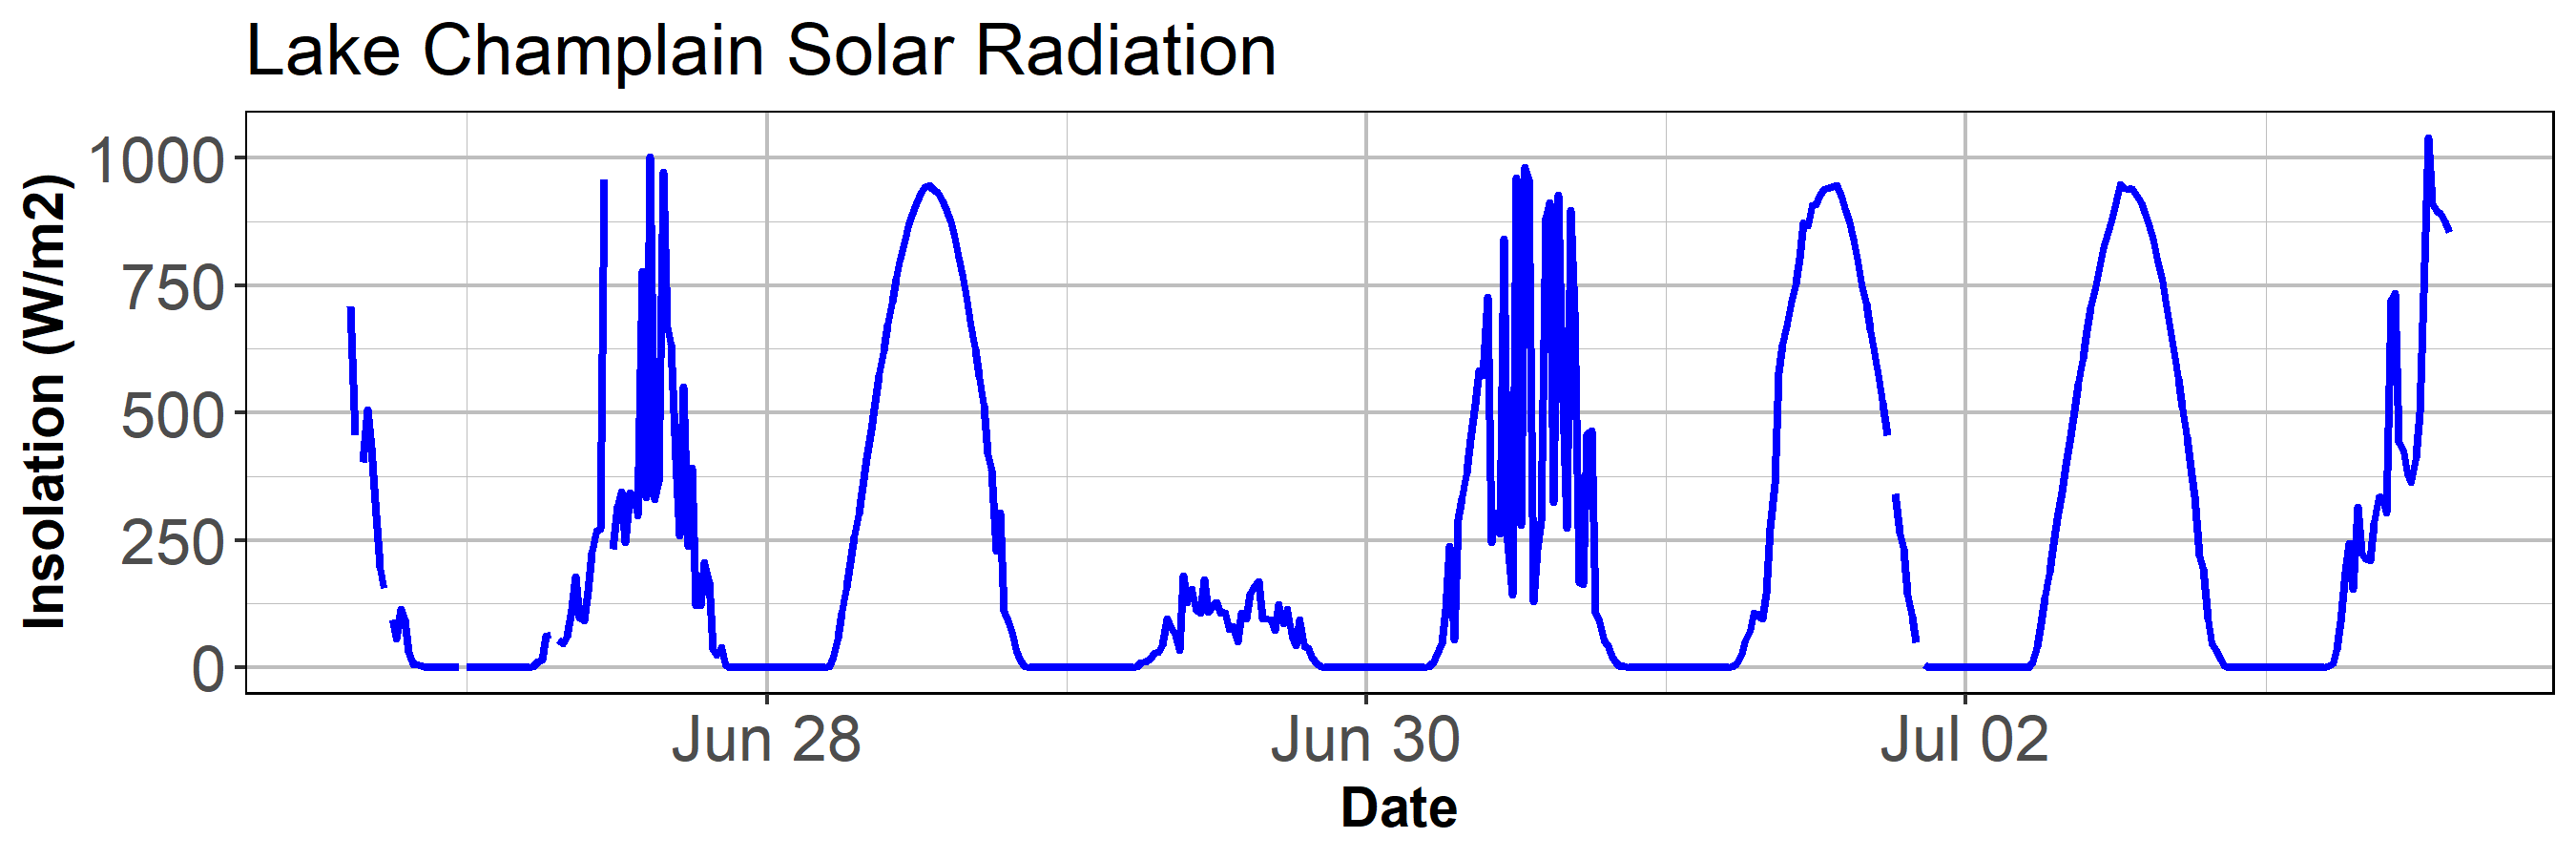 Lake Champlain Solar Radiation
Insolation (W/m2)
1000
750
500
250
0
Jun 28
Jun 30
Jul 02
Date